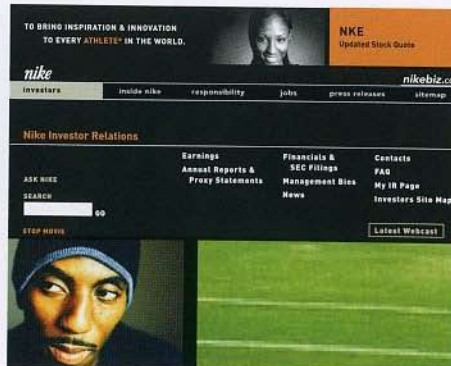 TO BRING INSPIRATION & INNOVATION
TO EVERY ATHLETE* IN THE WORLD.
NKE
Updated Stock Quote
nike
nikebiz.co
investors
inside nike
responsibility
jobs
press releases
sitemap
Nike Investor Relations
Earnings
Annual Reports &
Proxy Statements
Financials &
SEC Filings
Management Bios
News
Contacts
FAQ
My IR Page
Investors Site Map
ASK NIKE
SEARCH
GO
STOP MOVIE
Latest Webcast